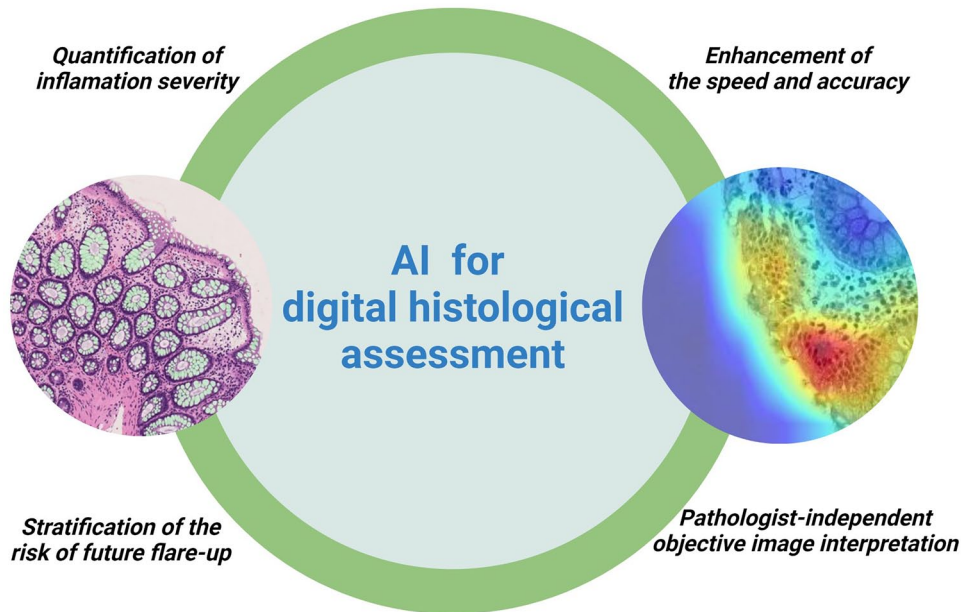 Quantification of
inflamation severity
Enhancement of
the speed and accuracy
AI for
digital histological
assessment
Stratification of the
risk of future flare-up
Pathologist-independent
objective image interpretation